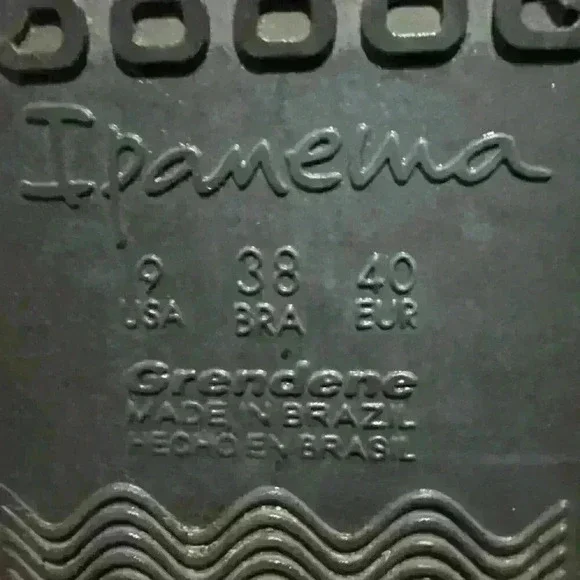 Ipanema
9 38 40
USA BRA EUR
Grendene
MADE IN BRAZIL
HECHO EN BRASIL